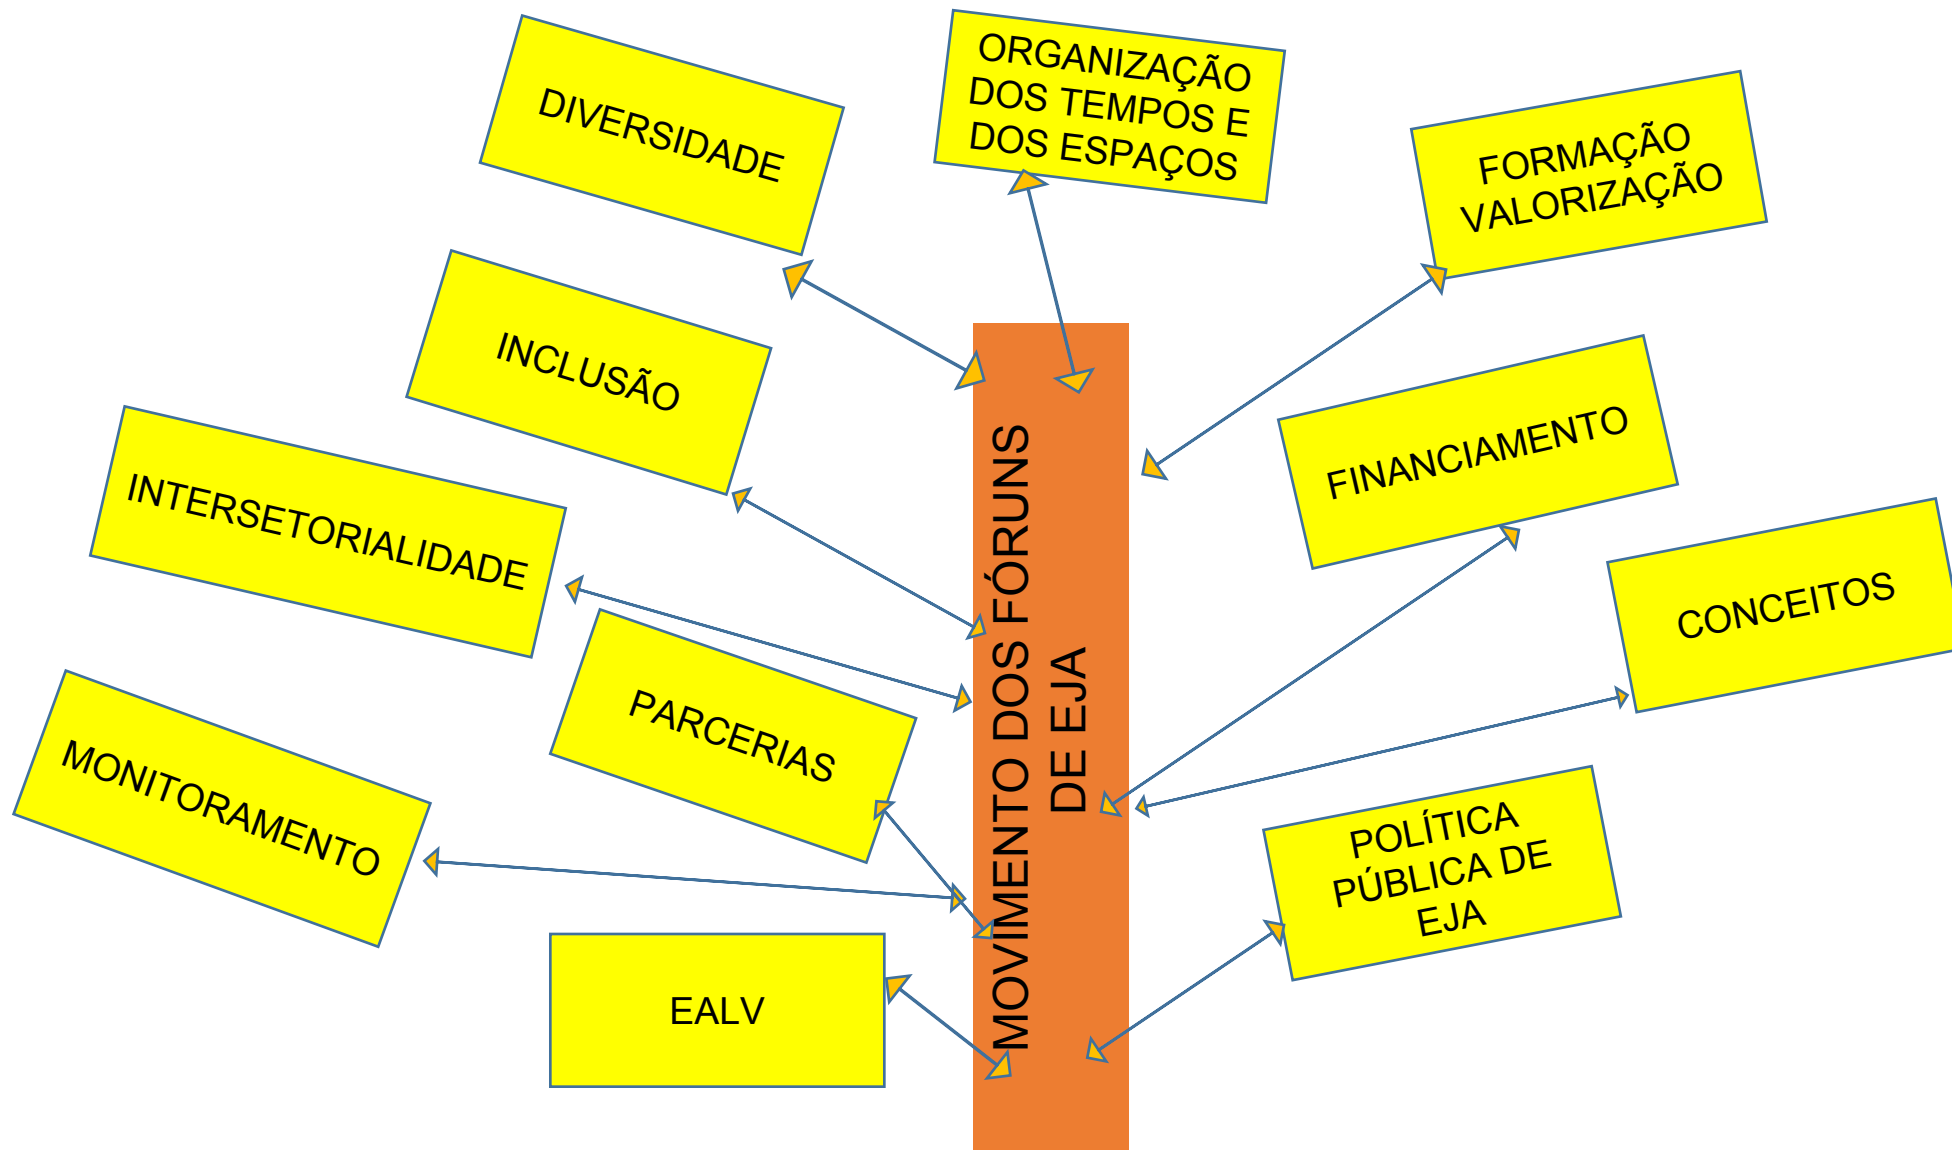 DIVERSIDADE
ORGANIZAÇÃO
DOS TEMPOS E
DOS ESPAÇOS
FORMAÇÃO
VALORIZAÇÃO
INCLUSÃO
FINANCIAMENTO
INTERSETORIALIDADE
CONCEITOS
PARCERIAS
MONITORAMENTO
MOVIMENTO DOS FÓRUNS
DE EJA
POLÍTICA
PÚBLICA DE
EJA
EALV